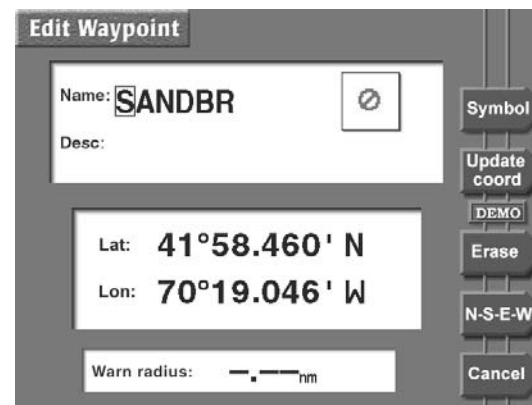 Edit Waypoint
Name: SANDBR
Desc:
Lat: 41°58.460' N
Lon: 70°19.046' W
Warn radius: –.––nm
Symbol
Update
coord
DEMO
Erase
N-S-E-W
Cancel